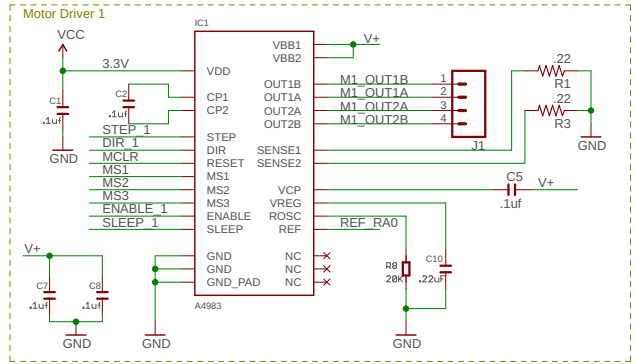 Motor Driver 1
IC1
VCC
3.3V
C1
.1uf
GND
C2
.1uf
STEP_1
DIR_1
MCLR
MS1
MS2
MS3
ENABLE_1
SLEEP_1
VDD
CP1
CP2
STEP
DIR
RESET
MS1
MS2
MS3
ENABLE
SLEEP
GND
GND
GND_PAD
VBB1
VBB2
OUT1B
OUT1A
OUT2A
OUT2B
SENSE1
SENSE2
VCP
VREG
ROSC
REF
NC
NC
NC
A4983
V+
M1_OUT1B
M1_OUT1A
M1_OUT2A
M1_OUT2B
1
2
3
4
J1
.22
R1
.22
R3
GND
C5
V+
.1uf
REF_RA0
R8
20K
C10
.22uF
GND
V+
C7
.1uf
C8
.1uf
GND
GND